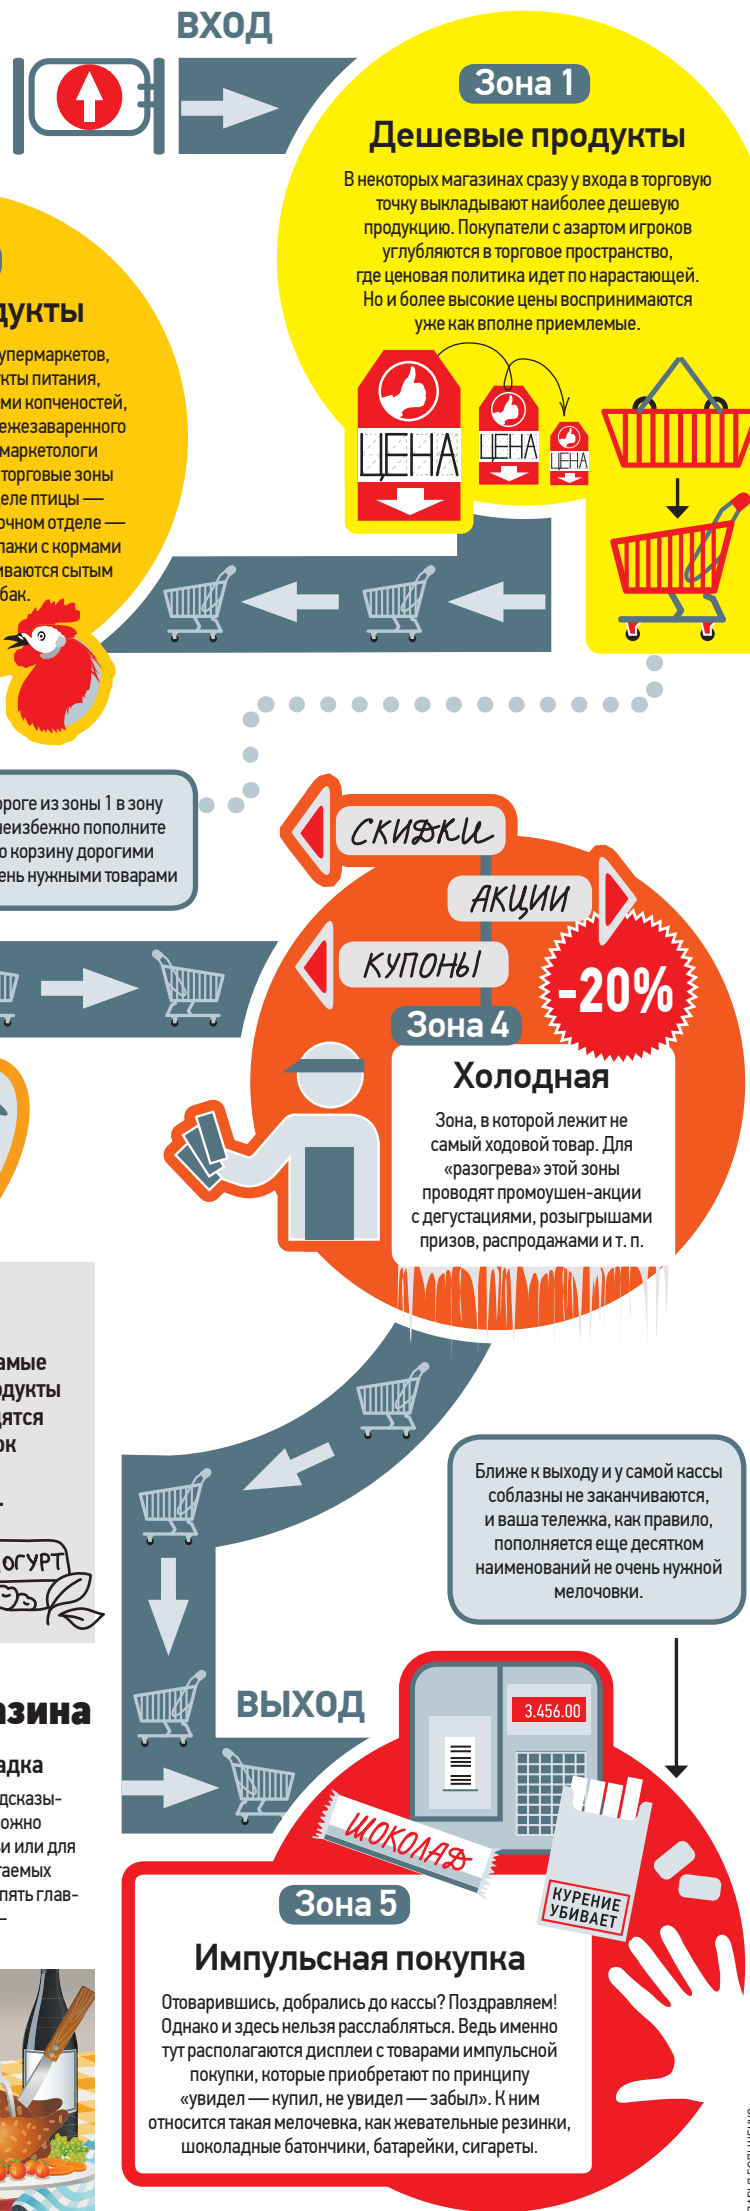 ВХОД
Зона 1
Дешевые продукты
В некоторых магазинах сразу у входа в торговую
точку выкладывают наиболее дешевую
продукцию. Покупатели с азартом игроков
углубляются в торговое пространство,
где ценовая политика идет по нарастающей.
Но и более высокие цены воспринимаются
уже как вполне приемлемые.
ЦЕНА
ЦЕНА
ЦЕНА
дукты
упермаркетов,
кты питания,
ми копченостей,
ежезаваренного
маркетологи
торговые зоны
еле птицы —
очном отделе —
лажи с кормами
иваются сытым
бак.
ороге из зоны 1 в зону
неизбежно пополните
ю корзину дорогими
ень нужными товарами
СКИДКИ
АКЦИИ
КУПОНЫ
-20%
Зона 4
Холодная
Зона, в которой лежит не
самый ходовой товар. Для
«разогрева» этой зоны
проводят промоушен-акции
с дегустациями, розыгрышами
призов, распродажами и т. п.
амые
одукты
дятся
ок
.
ЙОГУРТ
Ближе к выходу и у самой кассы
соблазны не заканчиваются,
и ваша тележка, как правило,
пополняется еще десятком
наименований не очень нужной
мелочовки.
азина
адка
дсказы-
ожно
и или для
таемых
пять глав-
—
ВЫХОД
3.456.00
ШОКОЛАД
КУРЕНИЕ
УБИВАЕТ
Зона 5
Импульсная покупка
Отоварившись, добрались до кассы? Поздравляем!
Однако и здесь нельзя расслабляться. Ведь именно
тут располагаются дисплеи с товарами импульсной
покупки, которые приобретают по принципу
«увидел — купил, не увидел — забыл». К ним
относится такая мелочевка, как жевательные резинки,
шоколадные батончики, батарейки, сигареты.